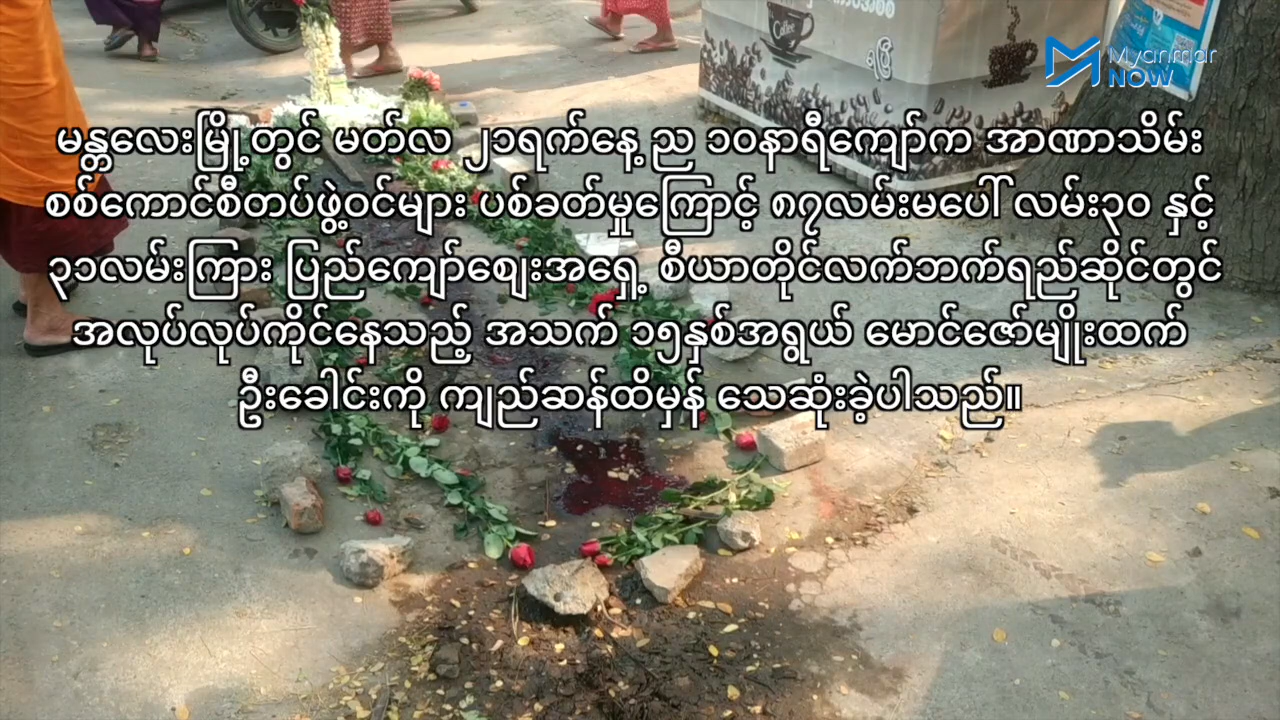 Coffee
ရပြီ
Myanmar
NOW
မန္တလေးမြို့တွင် မတ်လ ၂၁ရက်နေ့ ည ၁၀နာရီကျော်က အာဏာသိမ်း
စစ်ကောင်စီတပ်ဖွဲ့ဝင်များ ပစ်ခတ်မှုကြောင့် ၈၇လမ်းမပေါ် လမ်း၃၀ နှင့်
၃၁လမ်းကြား ပြည်ကျော်ဈေးအရှေ့ စီယာတိုင်လက်ဘက်ရည်ဆိုင်တွင်
အလုပ်လုပ်ကိုင်နေသည့် အသက် ၁၅နှစ်အရွယ် မောင်ဇော်မျိုးထက်
ဦးခေါင်းကို ကျည်ဆန်ထိမှန် သေဆုံးခဲ့ပါသည်။